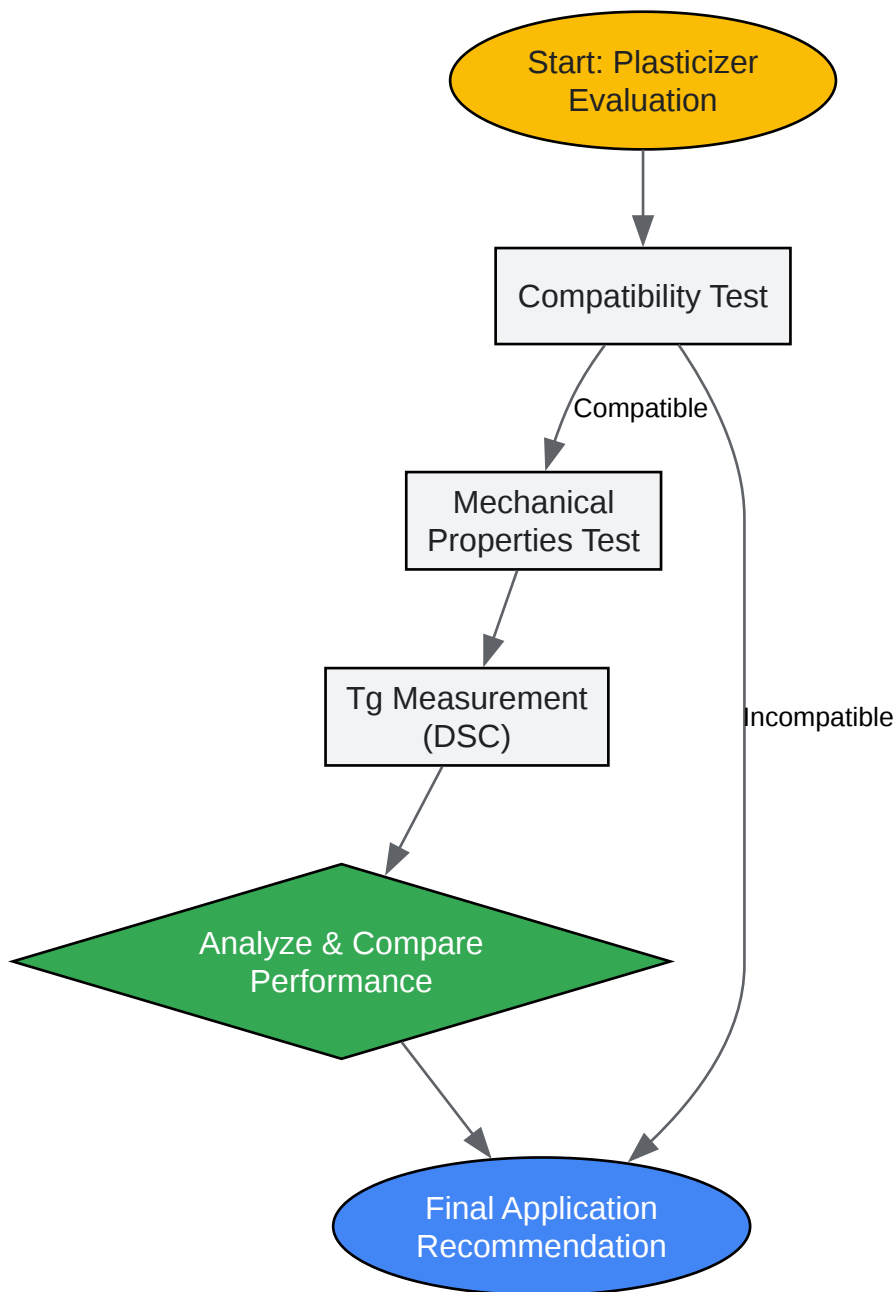 Start: Plasticizer
Evaluation
Compatibility Test
Compatible
Mechanical
Properties Test
Tg Measurement
(DSC)
Incompatible
Analyze & Compare
Performance
Final Application
Recommendation